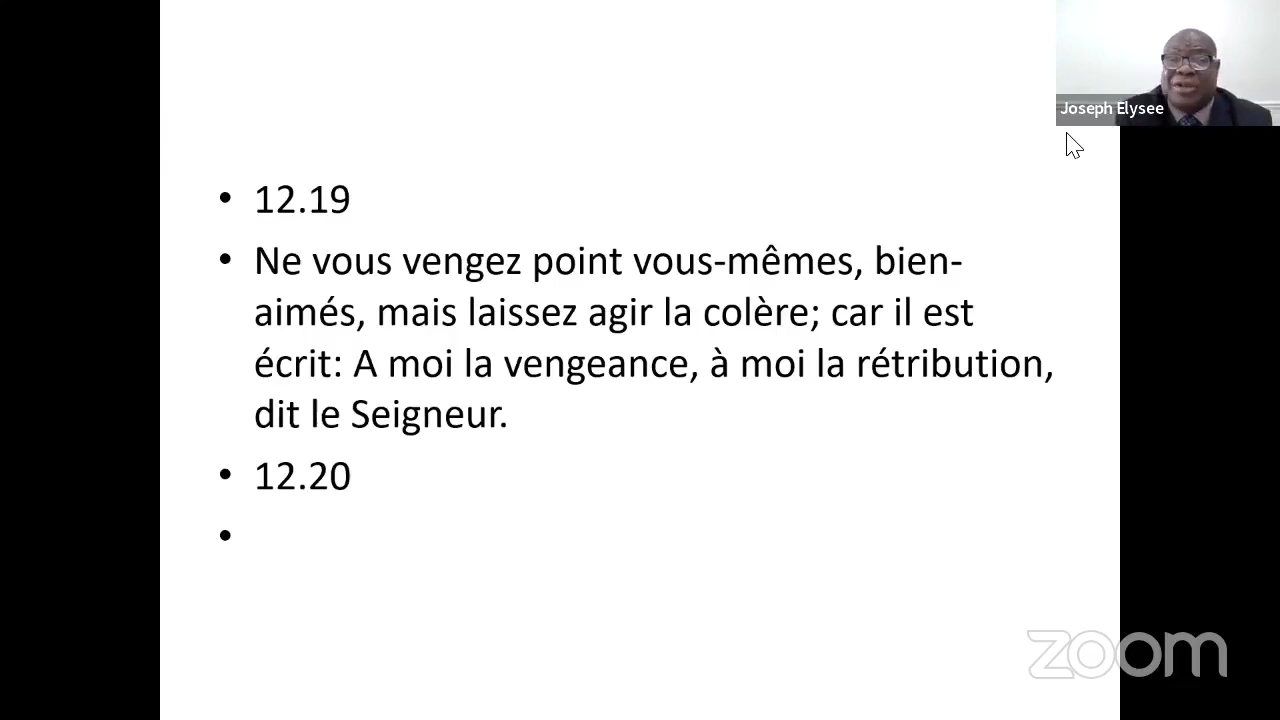 Joseph Elysee
• 12.19
• Ne vous vengez point vous-mêmes, bien-
aimés, mais laissez agir la colère; car il est
écrit: A moi la vengeance, à moi la rétribution,
dit le Seigneur.
• 12.20
•
zoom